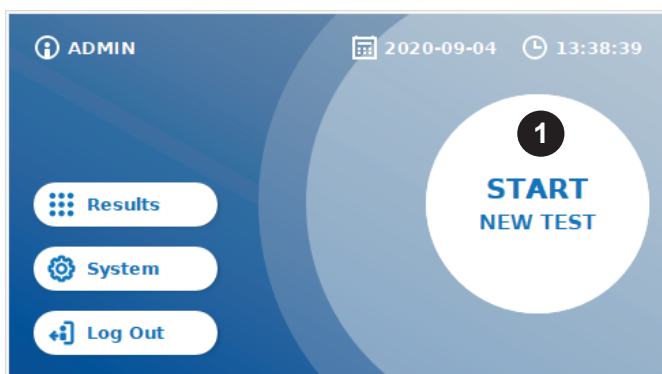 ADMIN 2020-09-04 13:38:39
1
START
NEW TEST
Results
System
Log Out